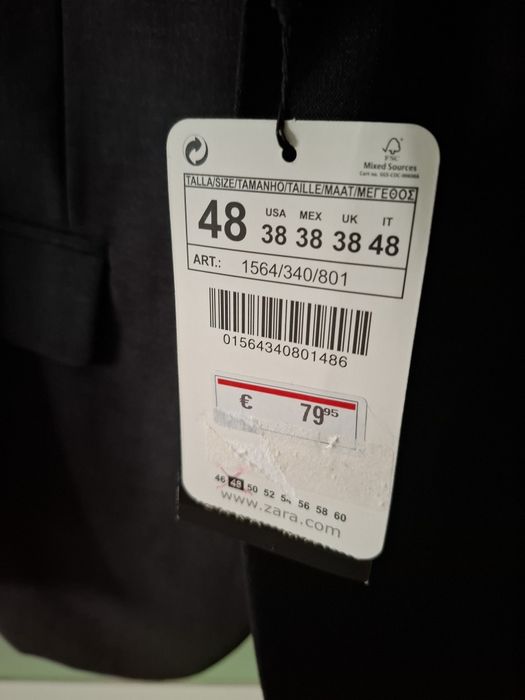 FSC
Mixed Sources
TALLA/SIZE/TAMANHO/TAILLE/MAAT/ΜΕΓΕΘΟΣ
48
USA MEX UK IT
38 38 38 48
ART.: 1564/340/801
01564340801486
€ 79,95
46 48 50 52 54 56 58 60
www.zara.com